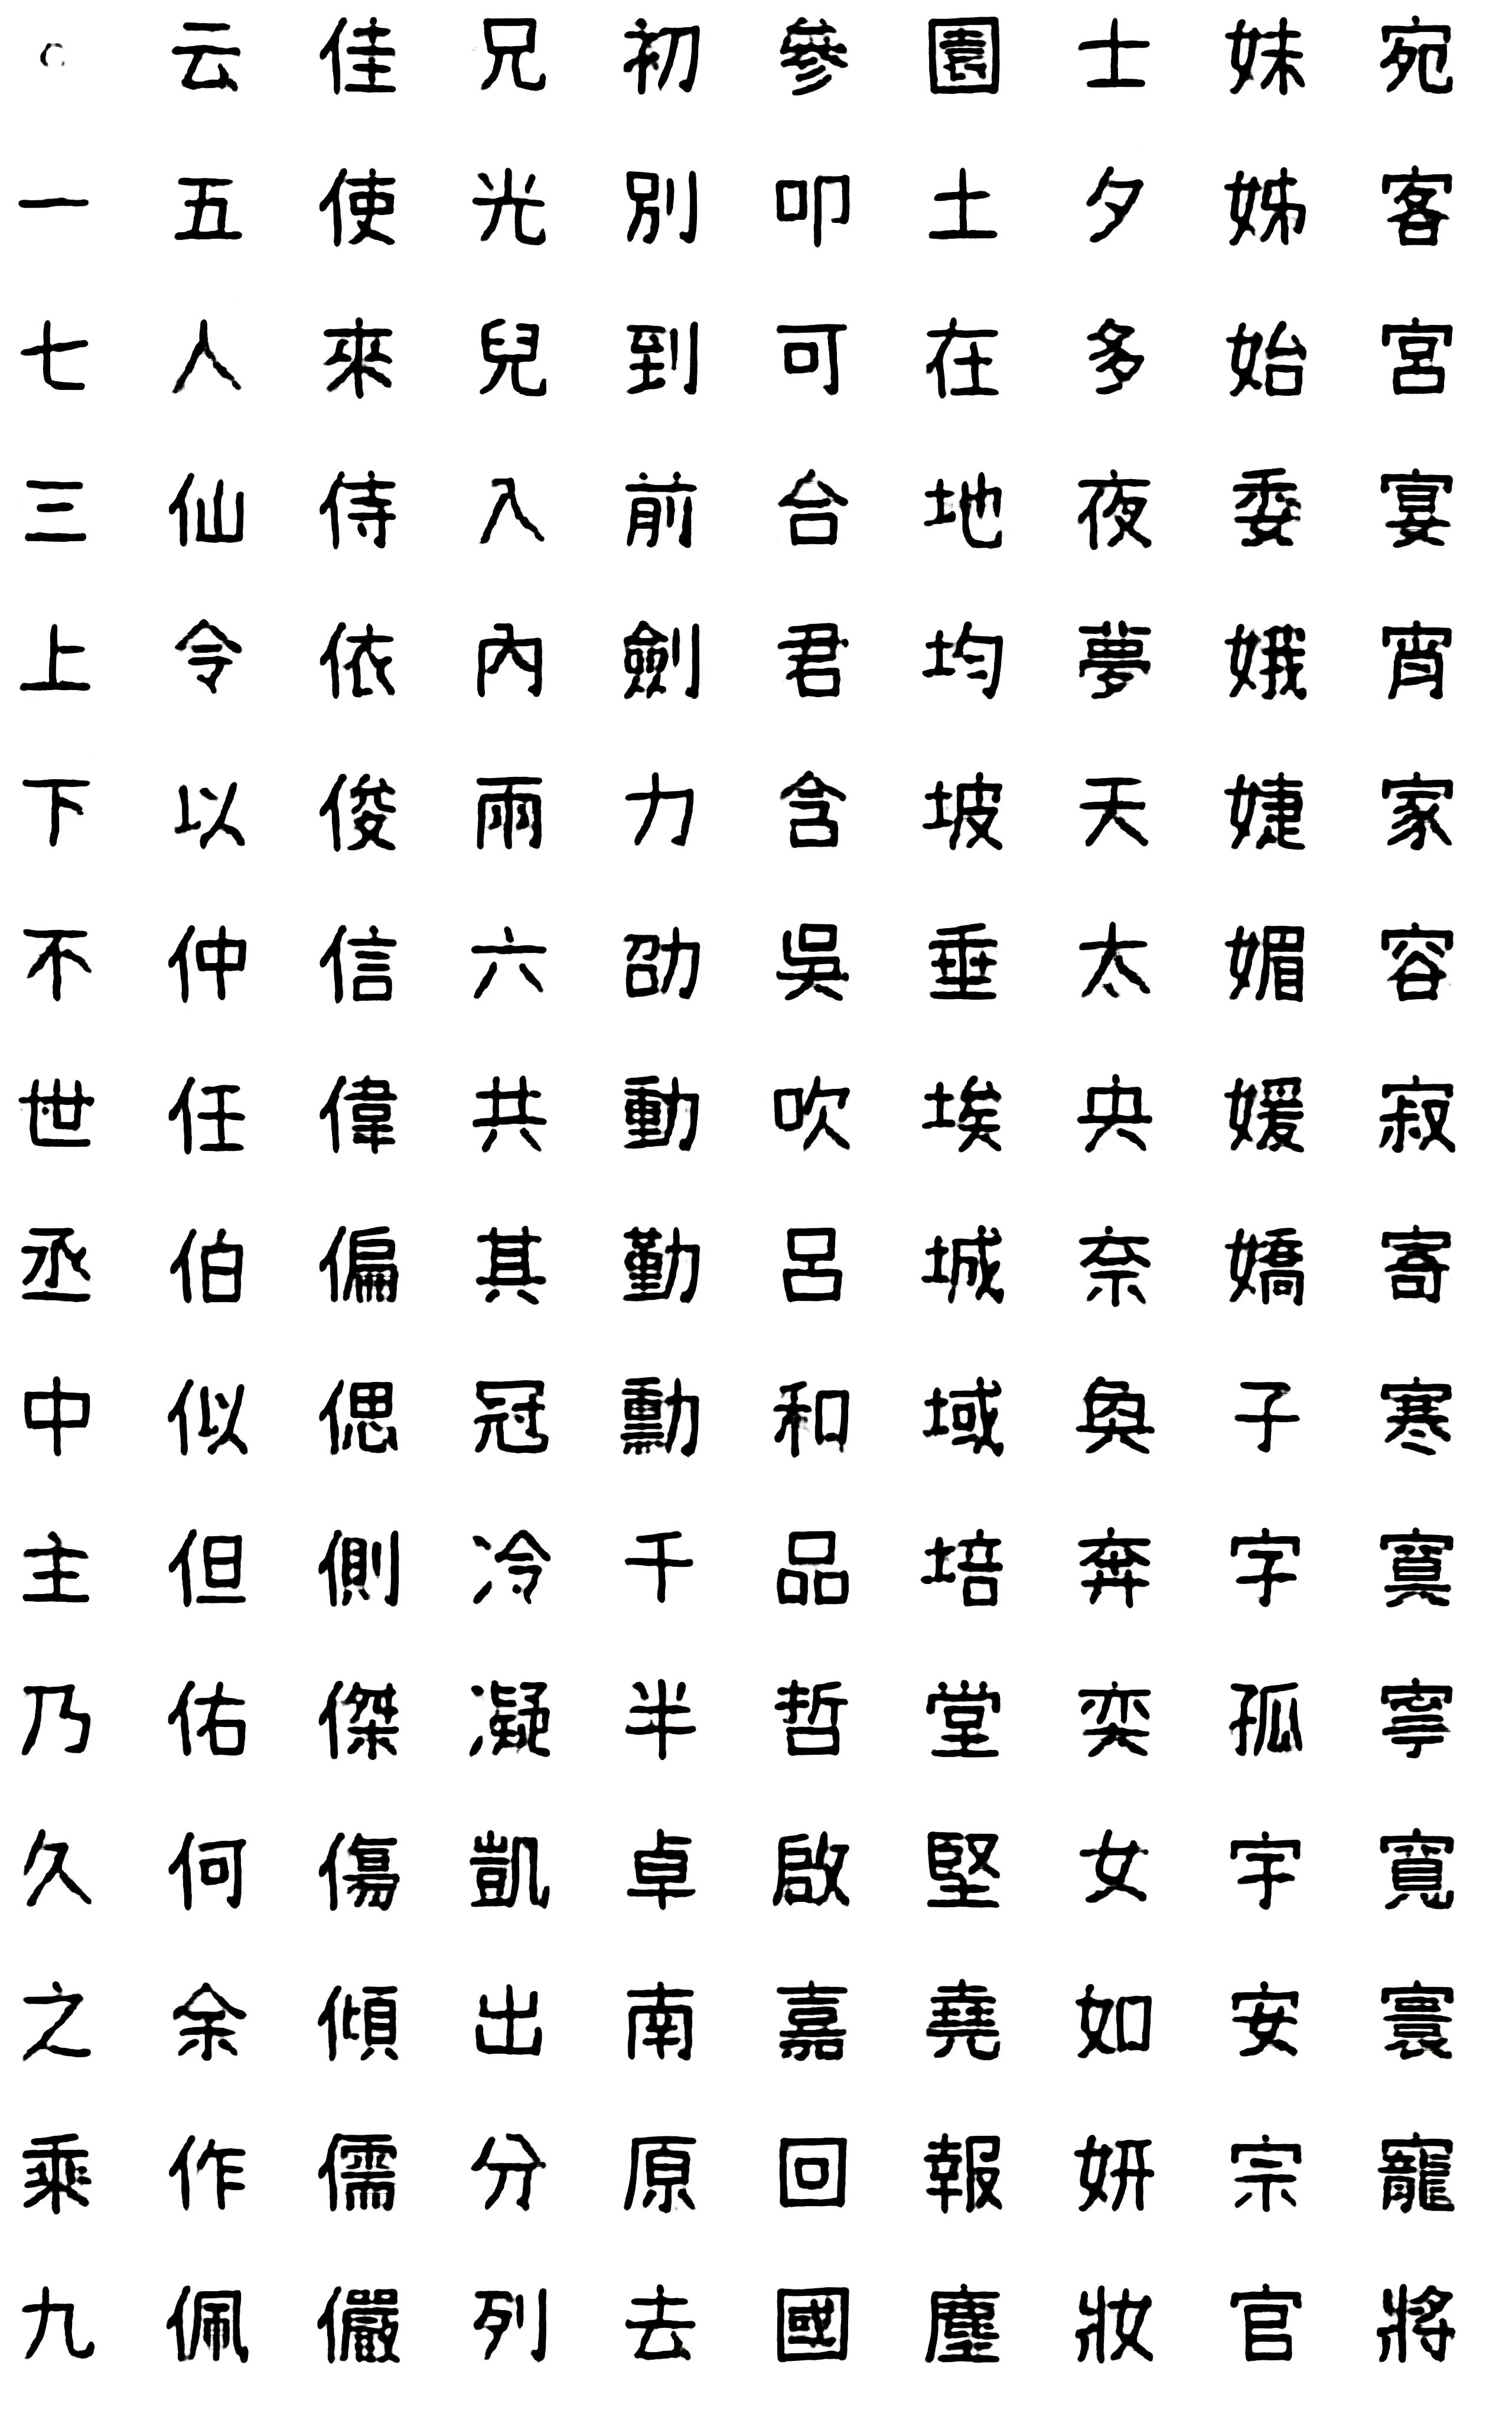 一七三上下不世丞中主乃久之乘九
云五人仙令以仲任伯似但佑何余作佩
佳使來侍依俊信偉偏偲側傑傷傾儒儼
兄光兒入內兩六共其冠冷凝凱出分列
初別到前劍力劭動勤勳千半卓南原去
參叩可合君含吳吹呂和品哲啟嘉回國
園土在地均坡垂埃城域培堂堅堯報塵
士夕多夜夢天太央奈奐奔奕女如妍妝
妹姊始委娥婕媚媛嬌子字孤宇安宗官
宛客宮宴宵家容寂寄寒寞寧寬寰寵將